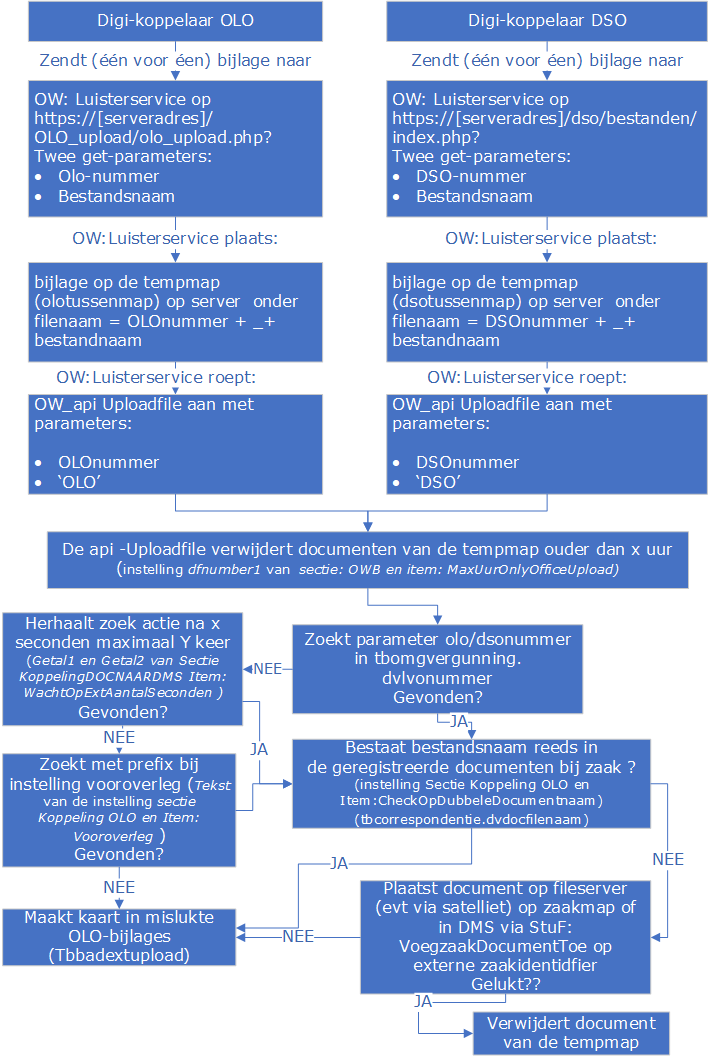 Digi-koppelaar OLO
Digi-koppelaar DSO
Zendt (één voor één) bijlage naar
Zendt (één voor één) bijlage naar
OW: Luisterservice op
https://[serveradres]/
OLO_upload/olo_upload.php?
Twee get-parameters:
• Olo-nummer
• Bestandsnaam
OW: Luisterservice op
https://[serveradres]/dso/bestanden/
index.php?
Twee get-parameters:
• DSO-nummer
• Bestandsnaam
OW:Luisterservice plaats:
OW:Luisterservice plaatst:
bijlage op de tempmap
(olotussenmap) op server onder
filenaam = OLOnummer + _+
bestandnaam
bijlage op de tempmap
(dsotussenmap) op server onder
filenaam = DSOnummer + _+
bestandnaam
OW:Luisterservice roept:
OW:Luisterservice roept:
OW_api Uploadfile aan met
parameters:
• OLOnummer
• ‘OLO’
OW_api Uploadfile aan met
parameters:
• DSOnummer
• ‘DSO’
De api -Uploadfile verwijdert documenten van de tempmap ouder dan x uur
(instelling dfnumber1 van sectie: OWB en item: MaxUurOnlyOfficeUpload)
Herhaalt zoek actie na x
seconden maximaal Y keer
(Getal1 en Getal2 van Sectie
KoppelingDOCNAARDMS Item:
WachtOpExtAantalSeconden )
Gevonden?
NEE
Zoekt parameter olo/dsonummer
in tbomgvergunning.
dvlvonummer
Gevonden?
JA
NEE
JA
Zoekt met prefix bij
instelling vooroverleg (Tekst
van de instelling sectie
Koppeling OLO en Item:
Vooroverleg )
Gevonden?
Bestaat bestandsnaam reeds in
de geregistreerde documenten bij zaak ?
(instelling Sectie Koppeling OLO en
Item:CheckOpDubbeleDocumentnaam)
(tbcorrespondentie.dvdocfilenaam)
JA
NEE
NEE
Maakt kaart in mislukte
OLO-bijlages
(Tbbadextupload)
NEE
Plaatst document op fileserver
(evt via satelliet) op zaakmap of
in DMS via StuF:
VoegzaakDocumentToe op
externe zaakidentidfier
Gelukt??
JA
Verwijdert document
van de tempmap